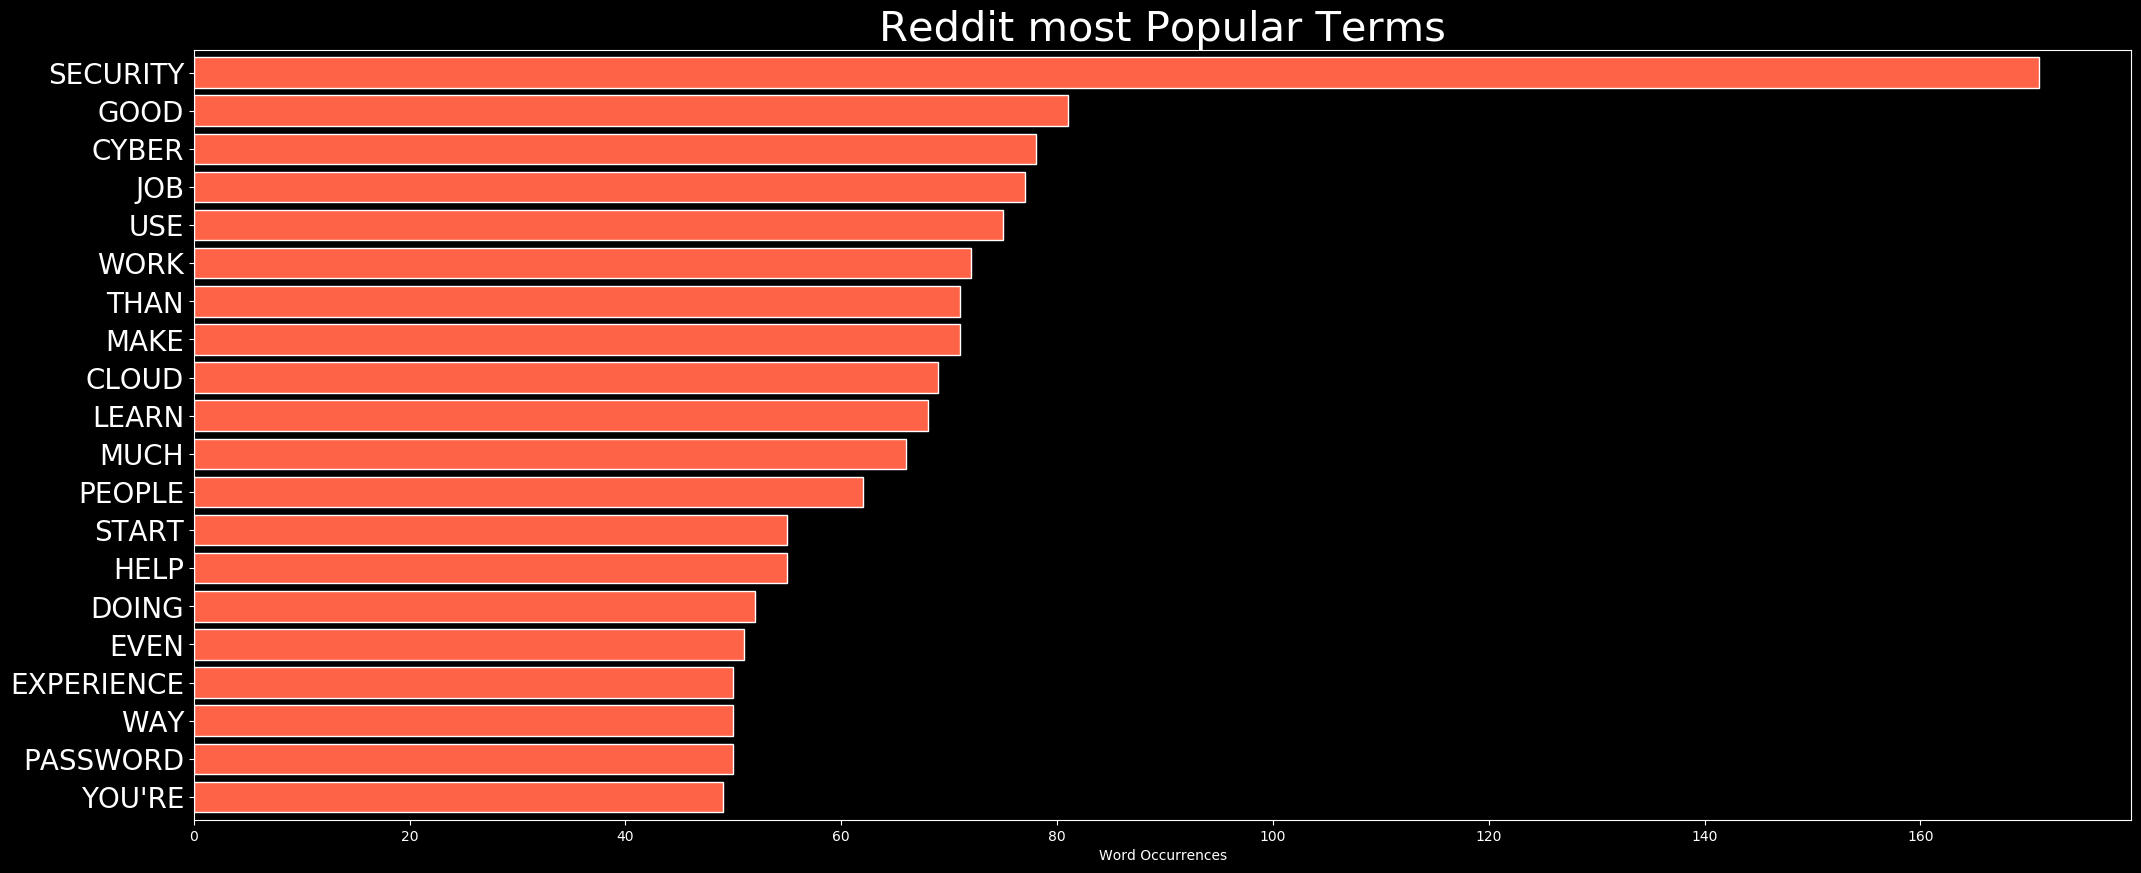 Reddit most Popular Terms
SECURITY
GOOD
CYBER
JOB
USE
WORK
THAN
MAKE
CLOUD
LEARN
MUCH
PEOPLE
START
HELP
DOING
EVEN
EXPERIENCE
WAY
PASSWORD
YOU'RE
0 20 40 60 80 100 120 140 160
Word Occurrences